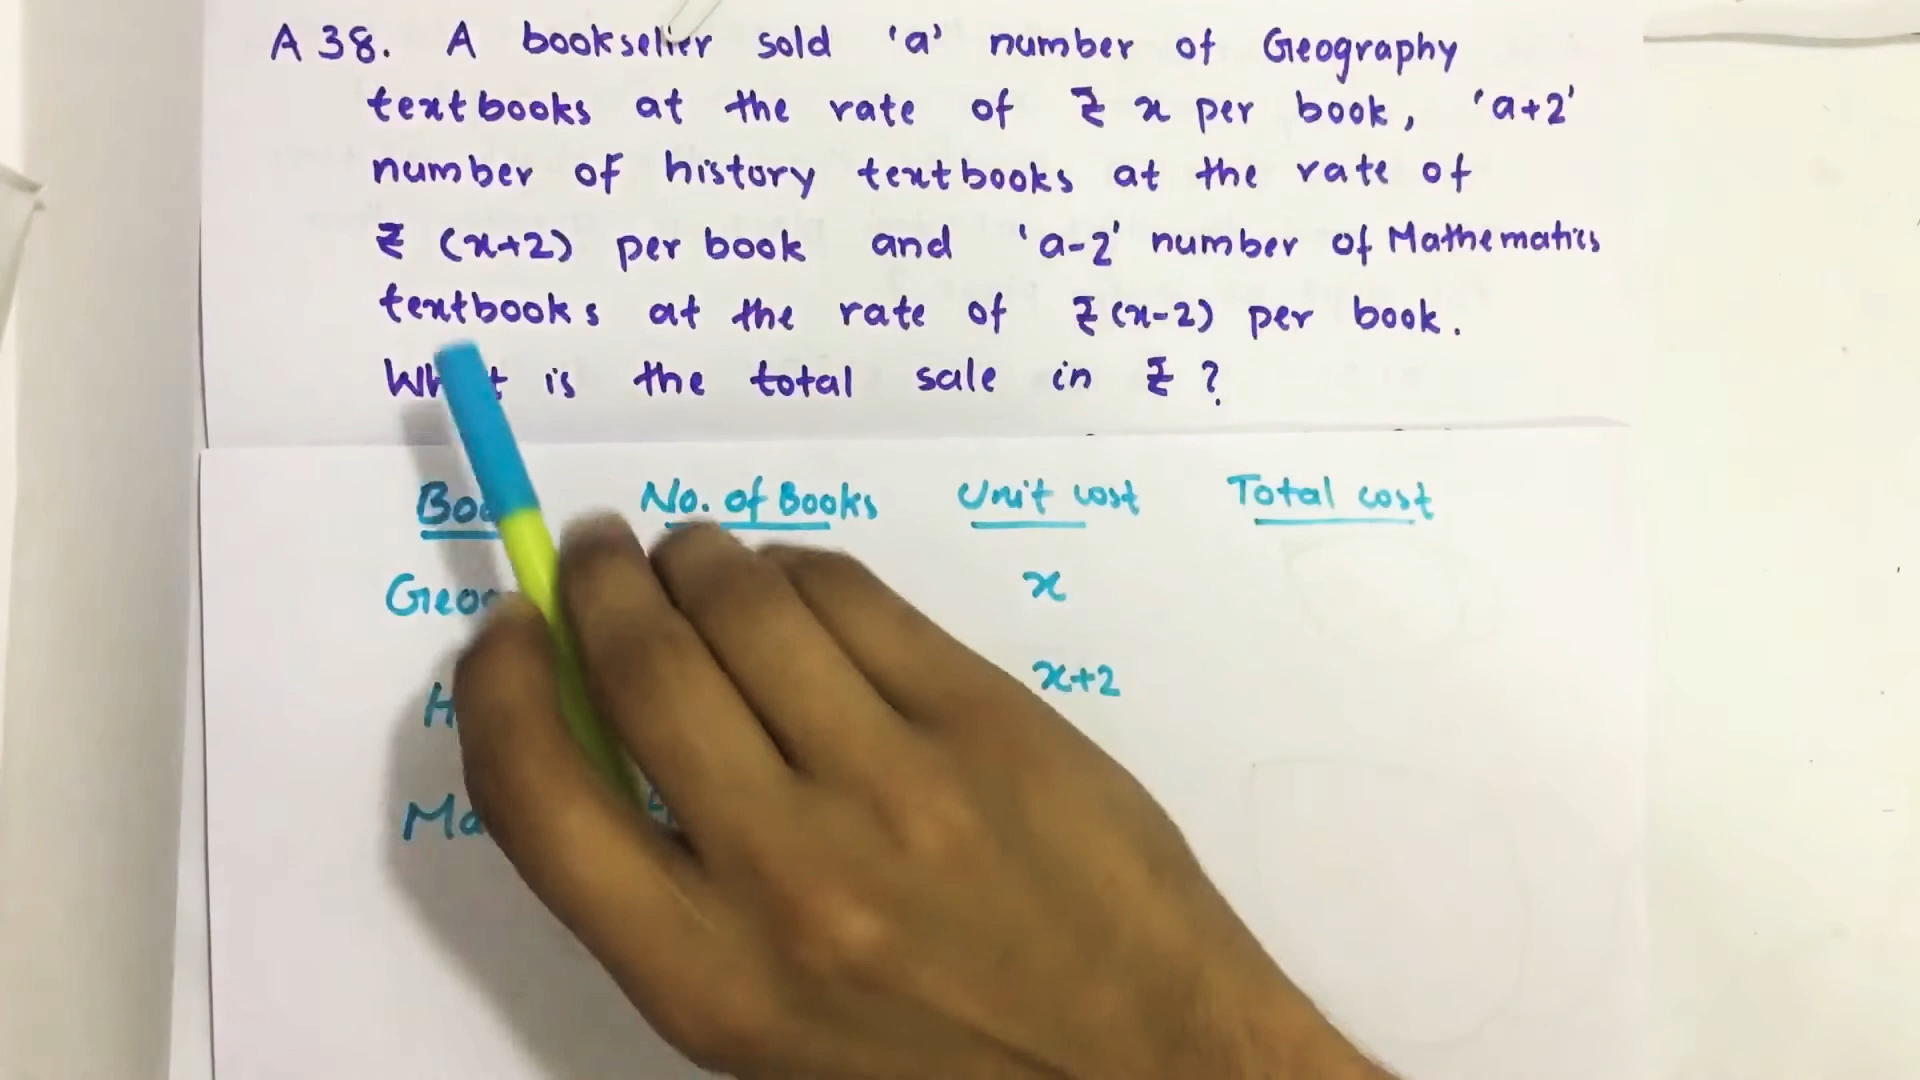 A 38. A bookseller sold 'a' number of Geography
textbooks at the rate of ₹ x per book, 'a+2'
number of history textbooks at the rate of
₹ (x+2) per book and 'a-2' number of Mathematics
textbooks at the rate of ₹(x-2) per book.
is the total sale in ₹ ?
No. of Books Unit cost Total cost
x
x+2